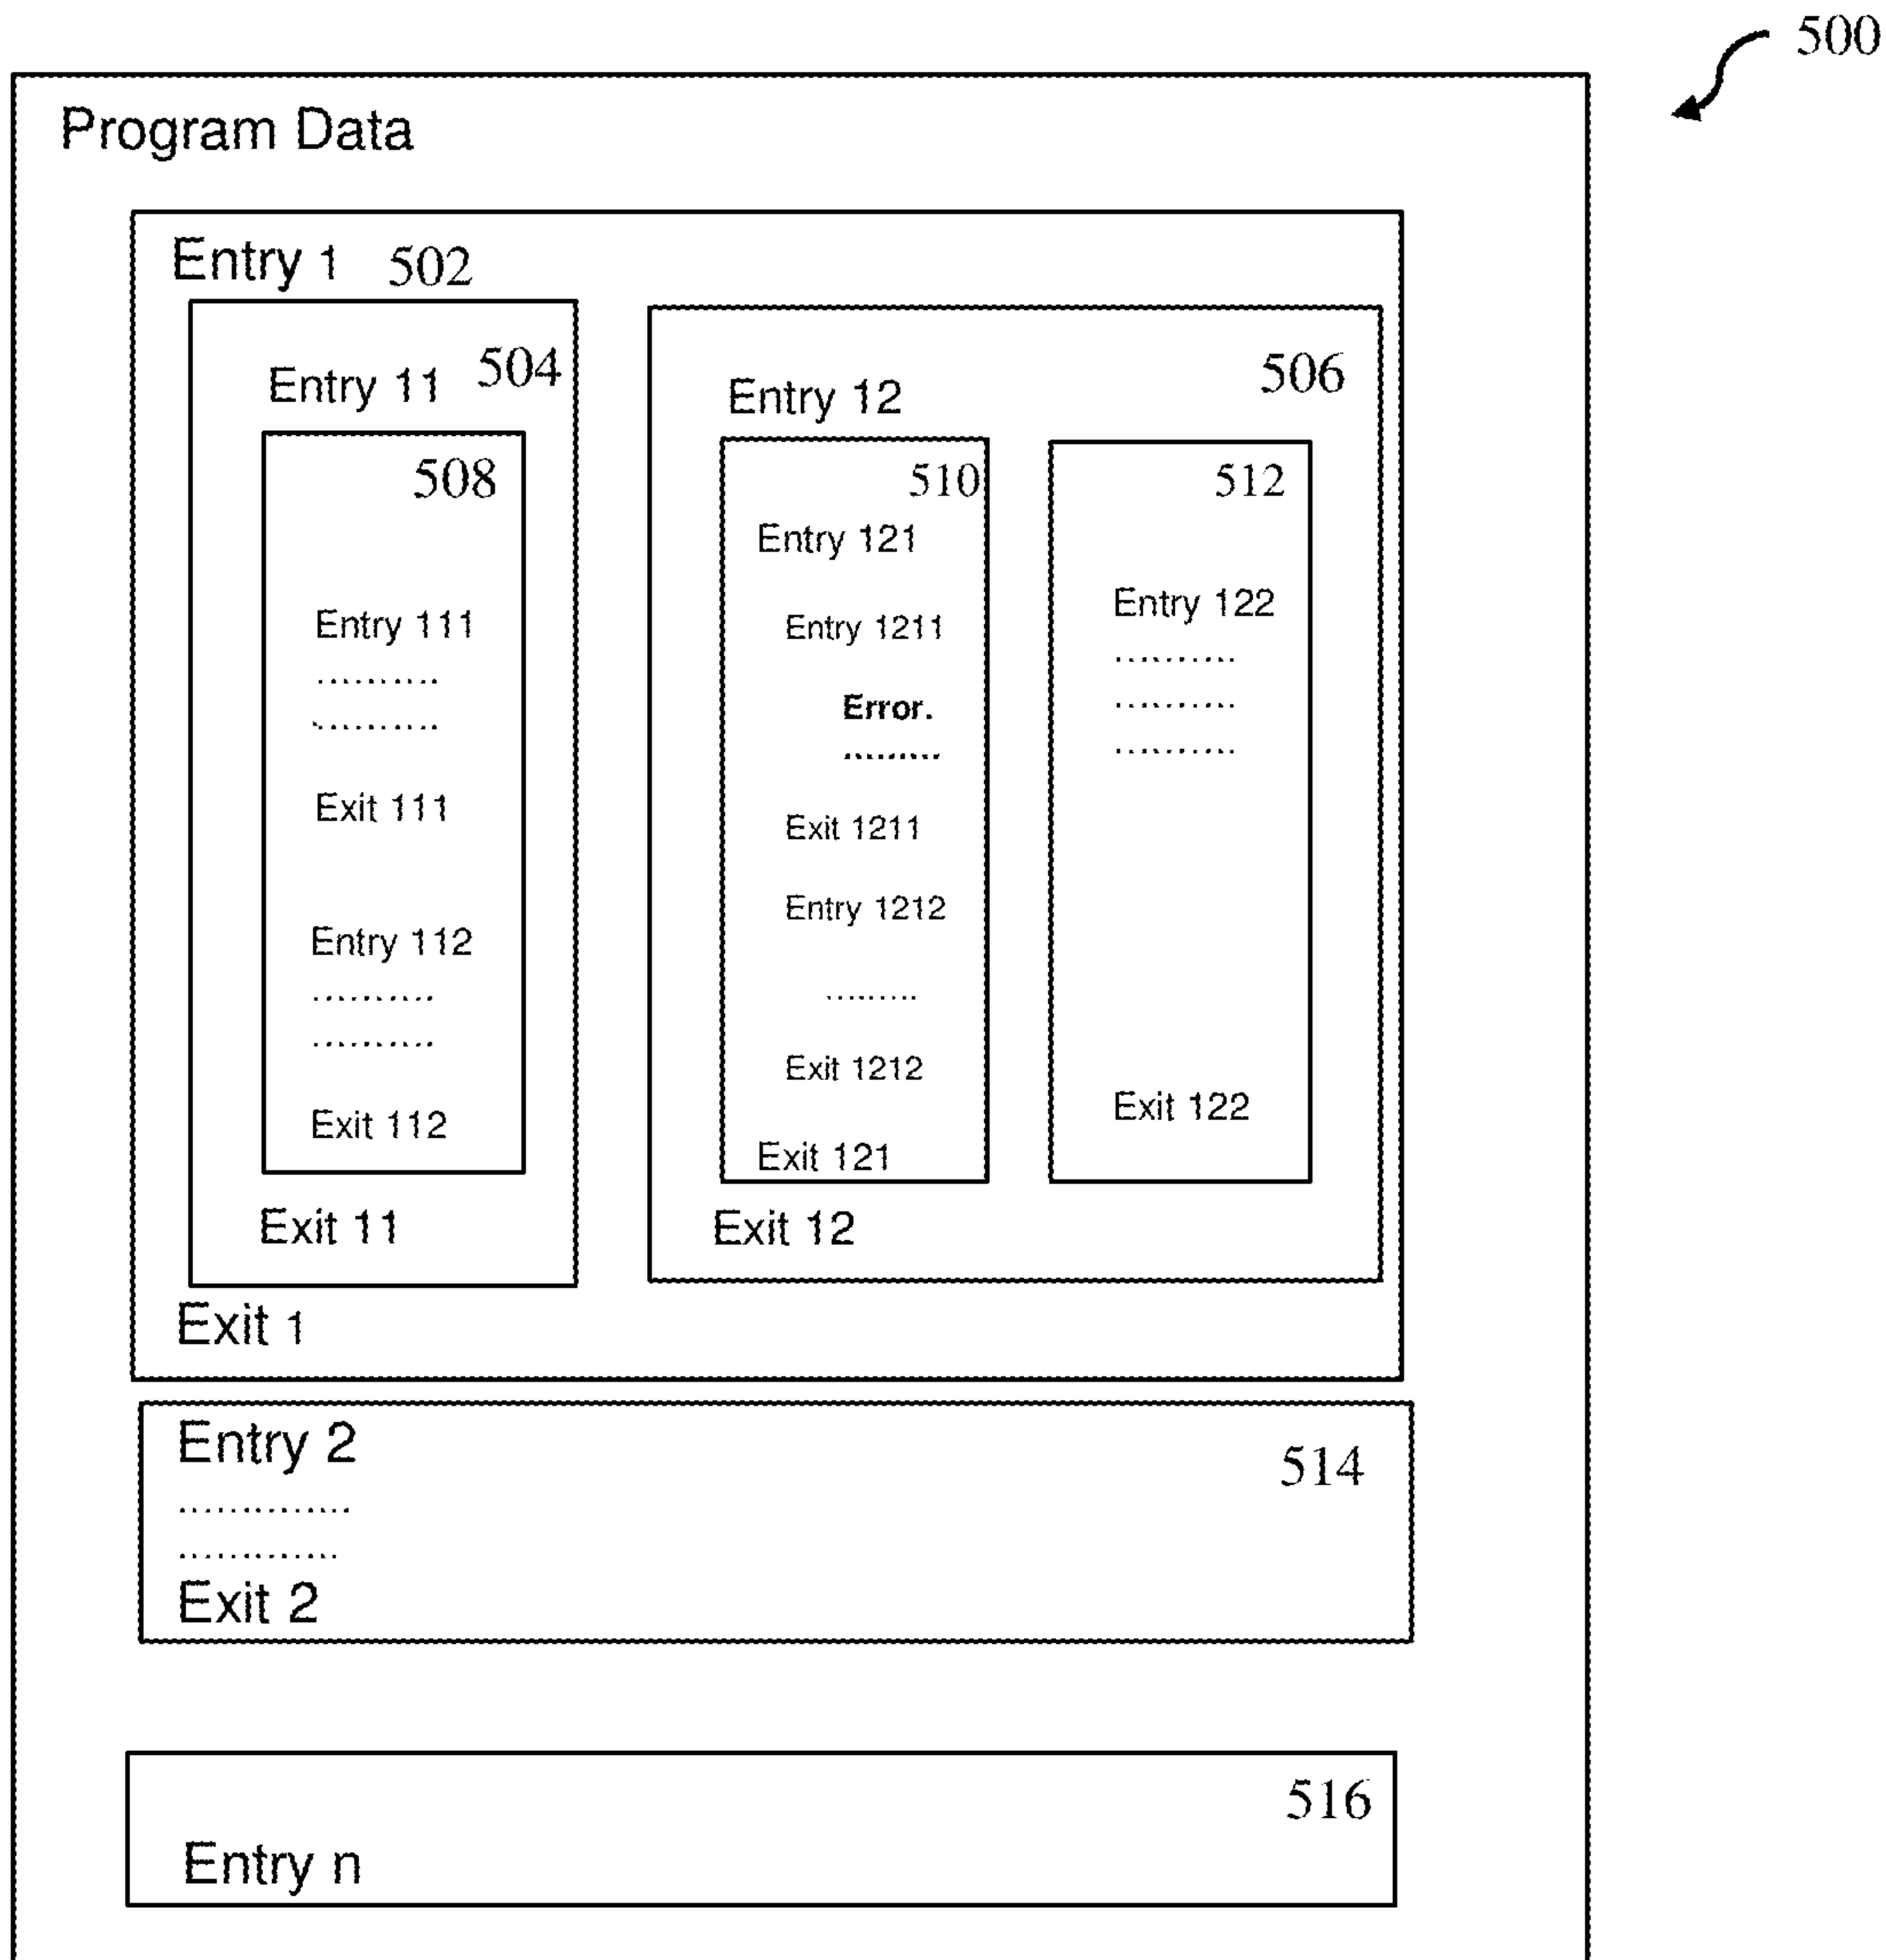 500
Program Data
Entry 1 502
Entry 11 504
508
Entry 111
..........
..........
Exit 111
Entry 112
..........
..........
Exit 112
Exit 11
Entry 12 506
510
Entry 121
Entry 1211
Error.
.........
Exit 1211
Entry 1212
.........
Exit 1212
Exit 121
512
Entry 122
..........
..........
..........
Exit 122
Exit 12
Exit 1
Entry 2 514
..............
.............
Exit 2
516
Entry n